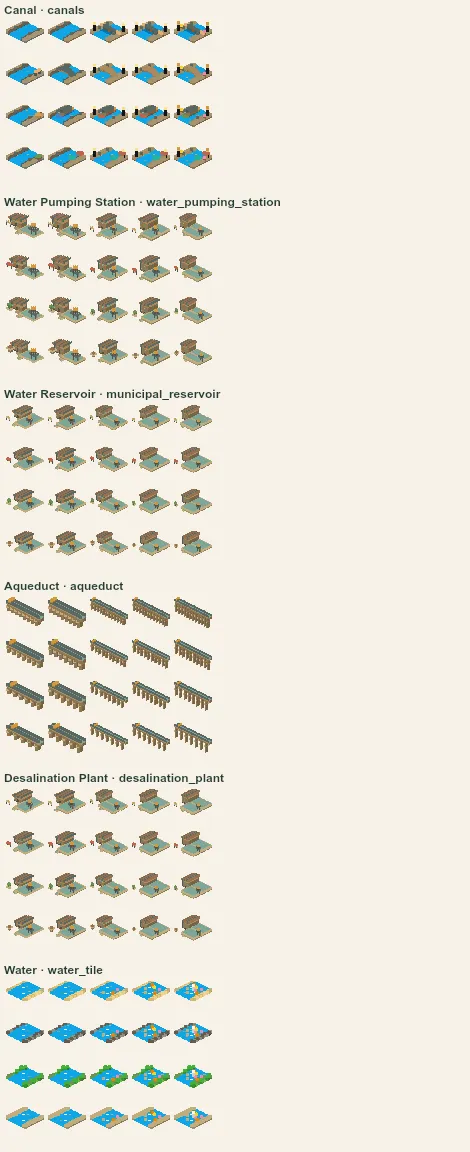 Canal · canals
Water Pumping Station · water_pumping_station
Water Reservoir · municipal_reservoir
Aqueduct · aqueduct
Desalination Plant · desalination_plant
Water · water_tile